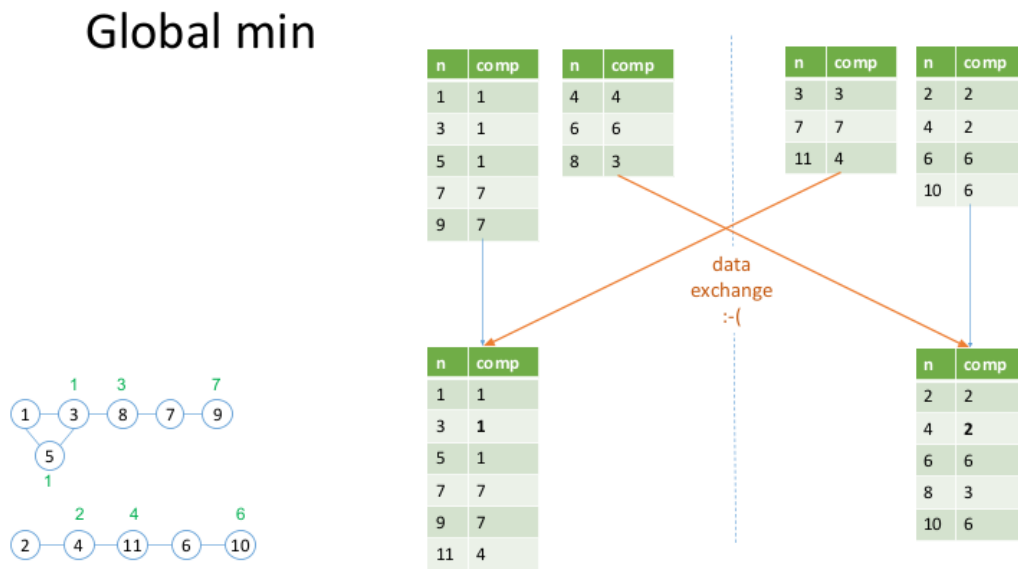 Global min
n comp
1 1
3 1
5 1
7 7
9 7
n comp
4 4
6 6
8 3
n comp
3 3
7 7
11 4
n comp
2 2
4 2
6 6
10 6
data
exchange
:-(
n comp
1 1
3 1
5 1
7 7
9 7
11 4
n comp
2 2
4 2
6 6
8 3
10 6
1 3 7
1 3 8 7 9
5
1
2 4 6
2 4 11 6 10